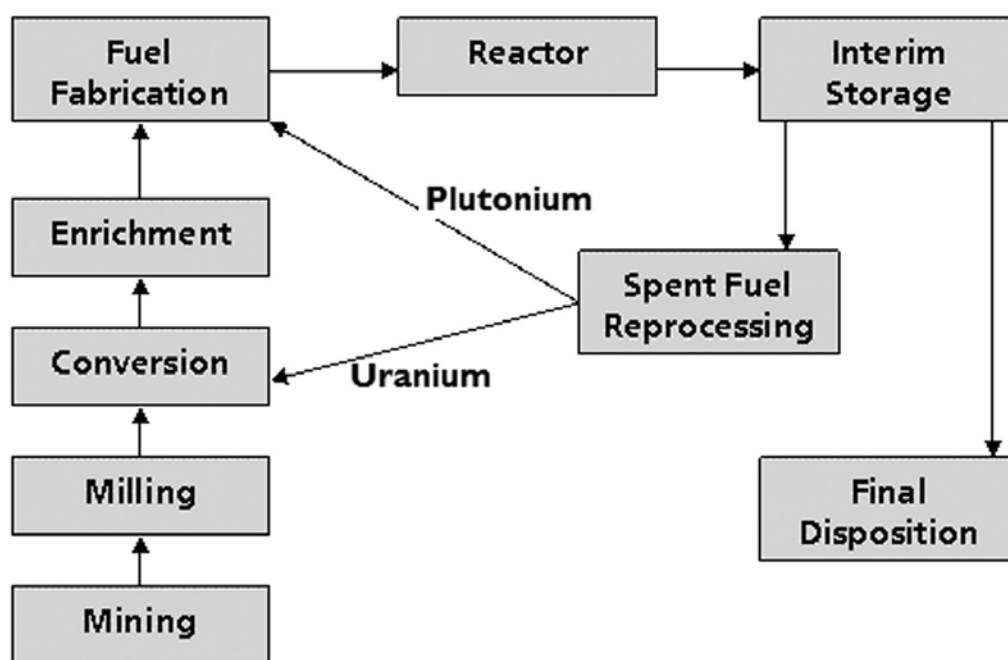 Fuel
Fabrication
Reactor
Interim
Storage
Enrichment
Plutonium
Spent Fuel
Reprocessing
Conversion
Uranium
Milling
Final
Disposition
Mining